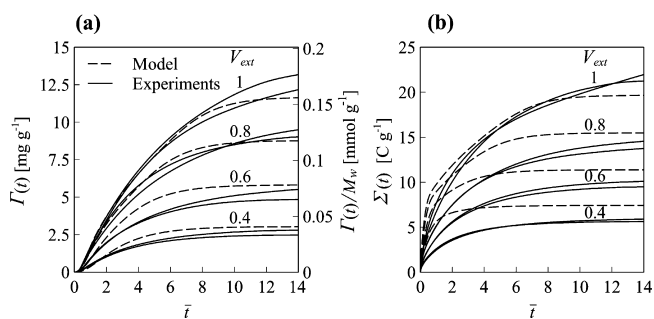 (a)
(b)
15
12.5
10
7.5
5
2.5
0
Γ(t) [mg g⁻¹]
Model
Experiments
V_ext
1
0.8
0.6
0.4
0.2
0.15
0.1
0.05
0
Γ(t)/M_w [mmol g⁻¹]
0 2 4 6 8 10 12 14
t̄
25
20
15
10
5
0
Σ(t) [C g⁻¹]
V_ext
1
0.8
0.6
0.4
0 2 4 6 8 10 12 14
t̄